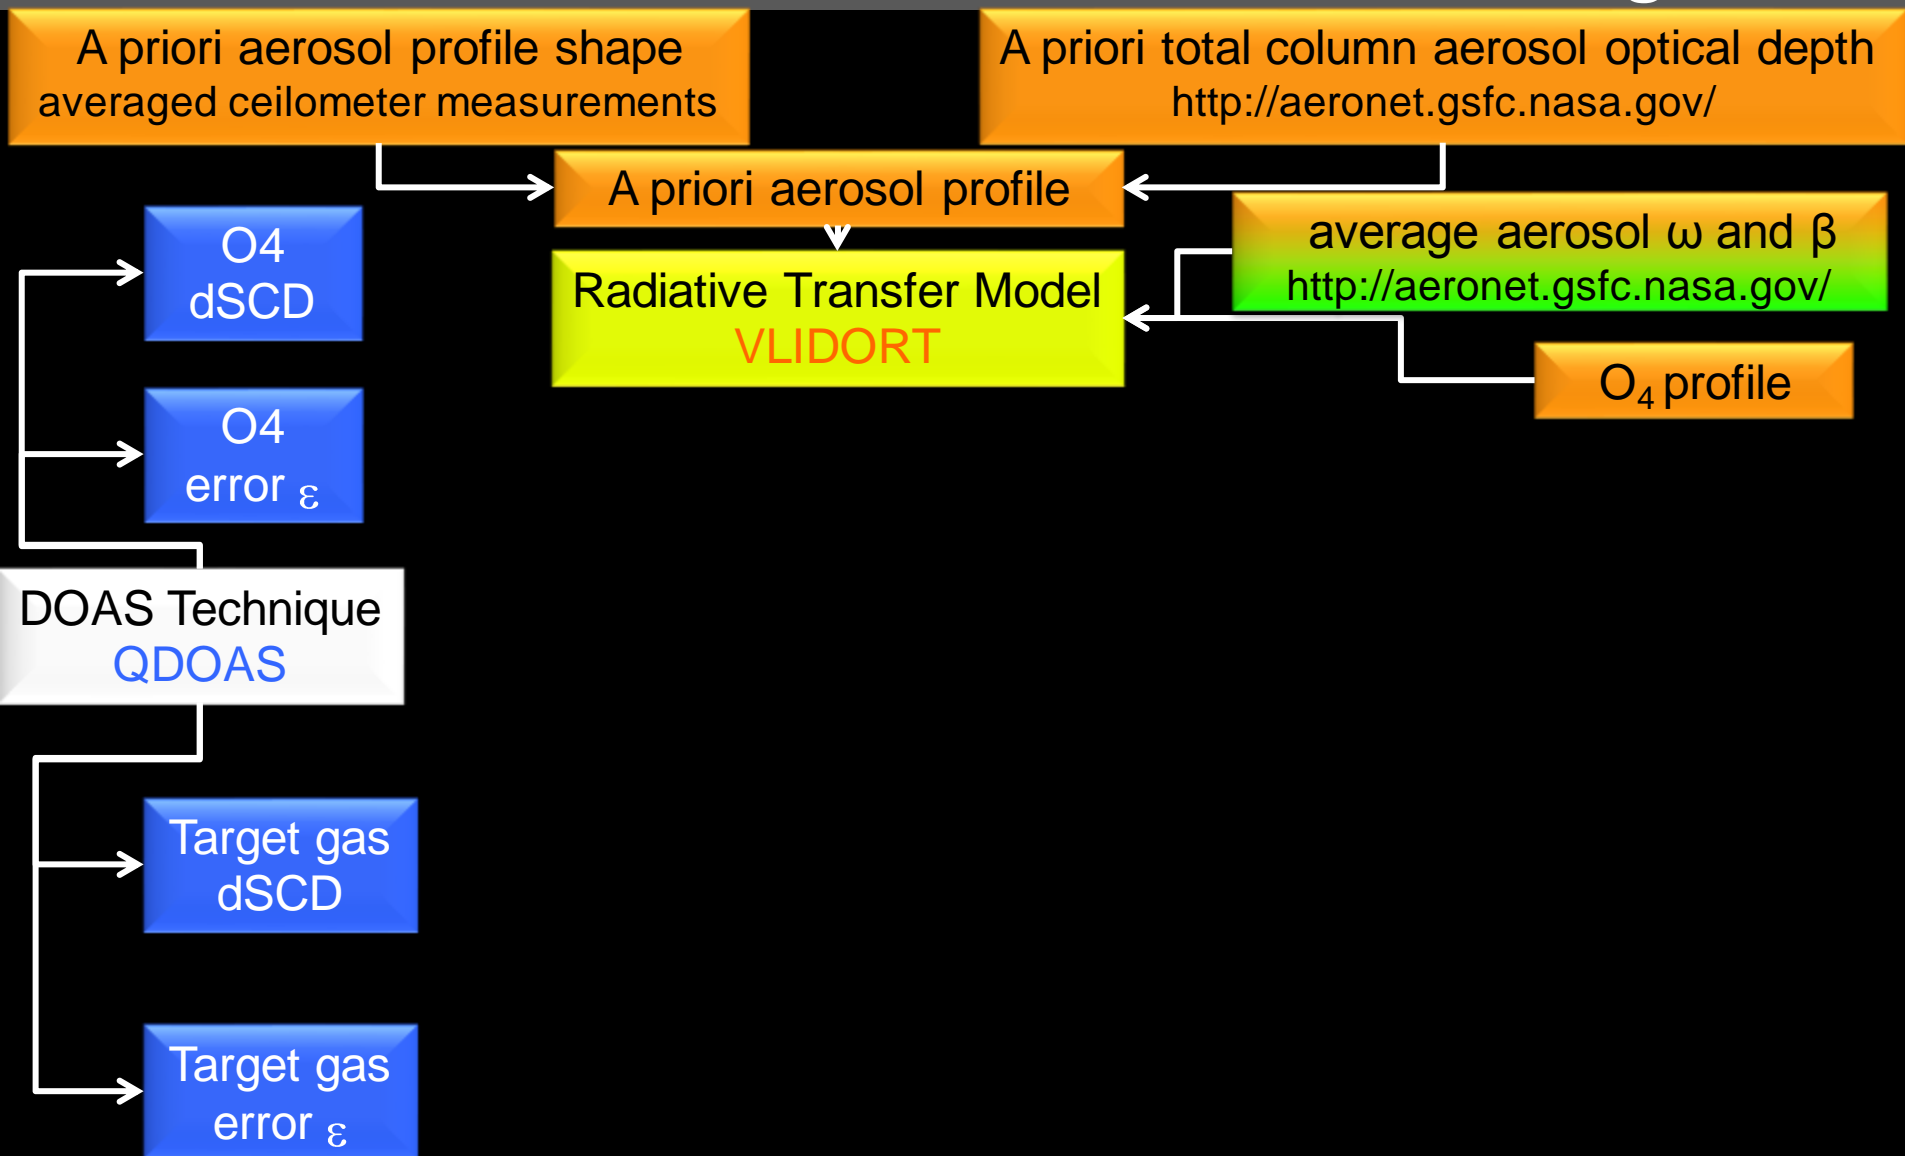 A priori aerosol profile shape
averaged ceilometer measurements
A priori total column aerosol optical depth
http://aeronet.gsfc.nasa.gov/
A priori aerosol profile
average aerosol ω and β
http://aeronet.gsfc.nasa.gov/
O4
dSCD
Radiative Transfer Model
VLIDORT
O₄ profile
O4
error ε
DOAS Technique
QDOAS
Target gas
dSCD
Target gas
error ε